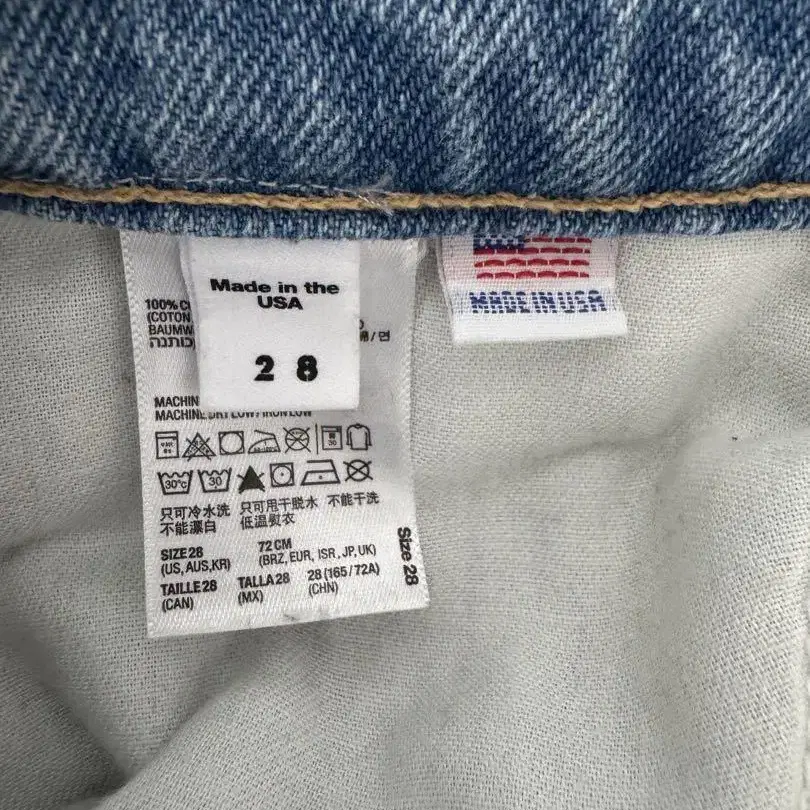 Made in the
USA
28
MADE IN USA
100% C
(COTON
BAUMW
כותנה
/ 면
MACHIN
MACHINE DRY LOW / IRON LOW
30
30°C
30
只可冷水洗 只可用干脱水 不能干洗
不能漂白 低温熨衣
SIZE 28 72 CM
(US, AUS, KR) (BRZ, EUR, ISR, JP, UK)
TAILLE 28 TALLA 28 28 (165/72A)
(CAN) (MX) (CHN)
Size 28